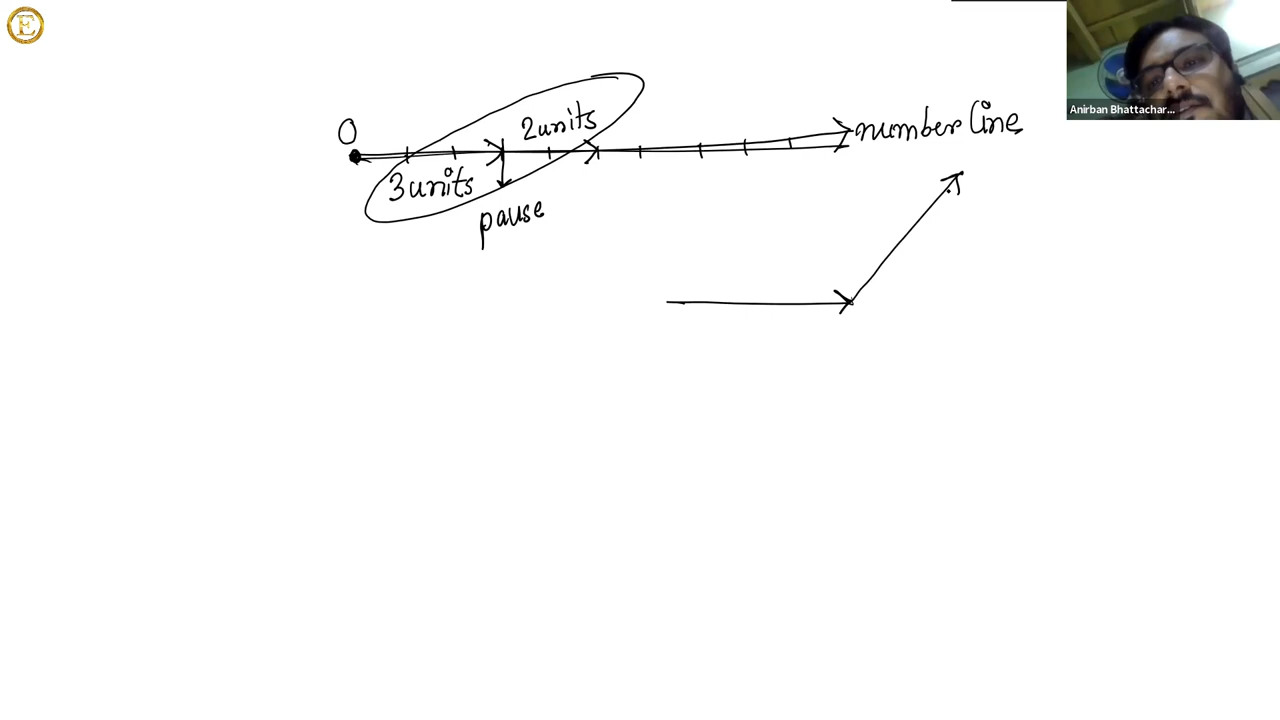 E
Anirban Bhattachar...
0
2units
number line
3units
pause